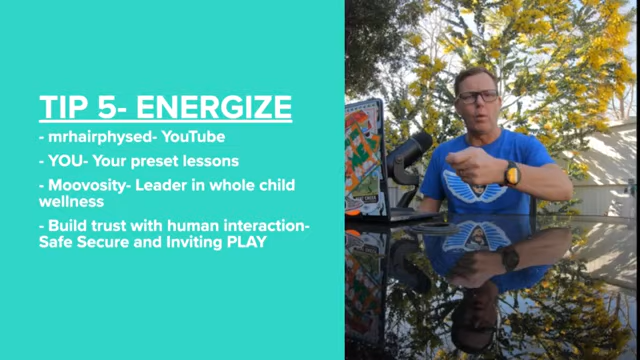 TIP 5- ENERGIZE
- mrhairphysed- YouTube
- YOU- Your preset lessons
- Moovosity- Leader in whole child
wellness
- Build trust with human interaction-
Safe Secure and Inviting PLAY